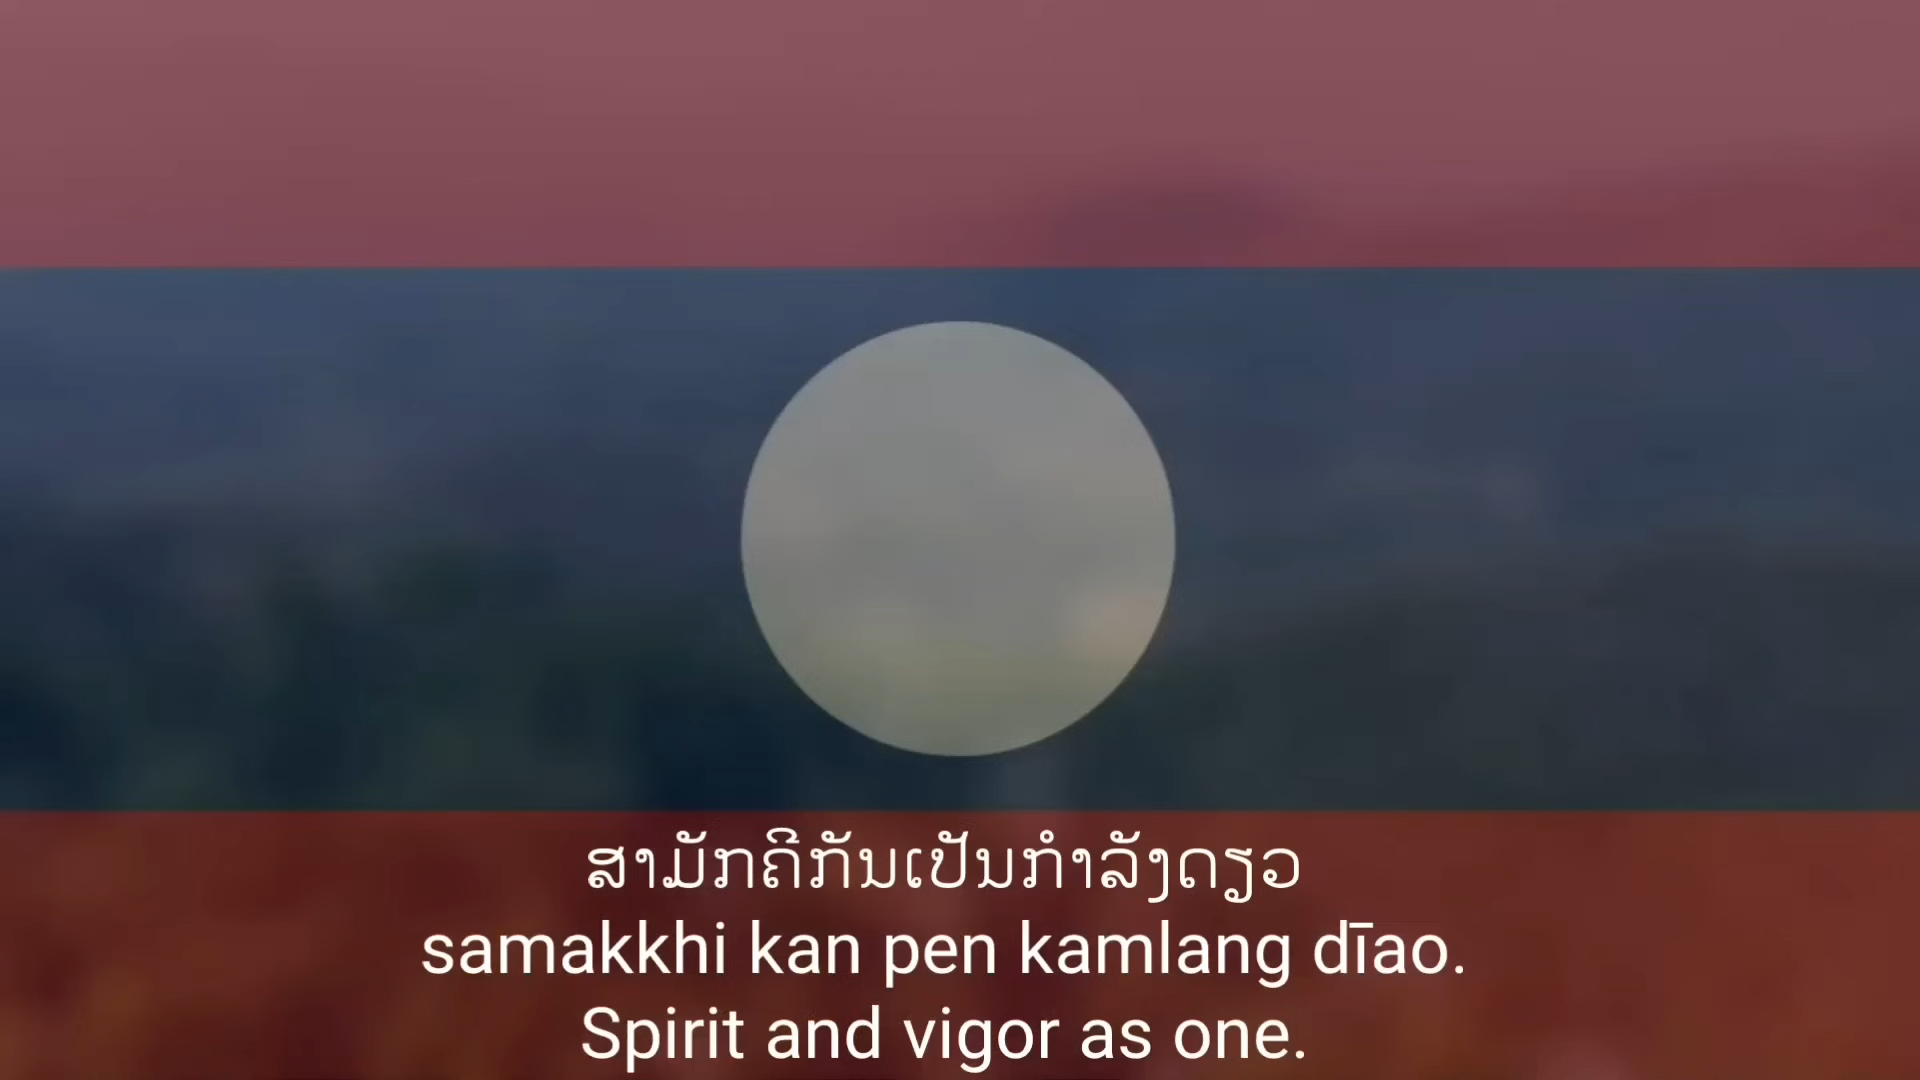 ສາມັກຄີກັນເປັນກຳລັງດຽວ
samakkhi kan pen kamlang dīao.
Spirit and vigor as one.